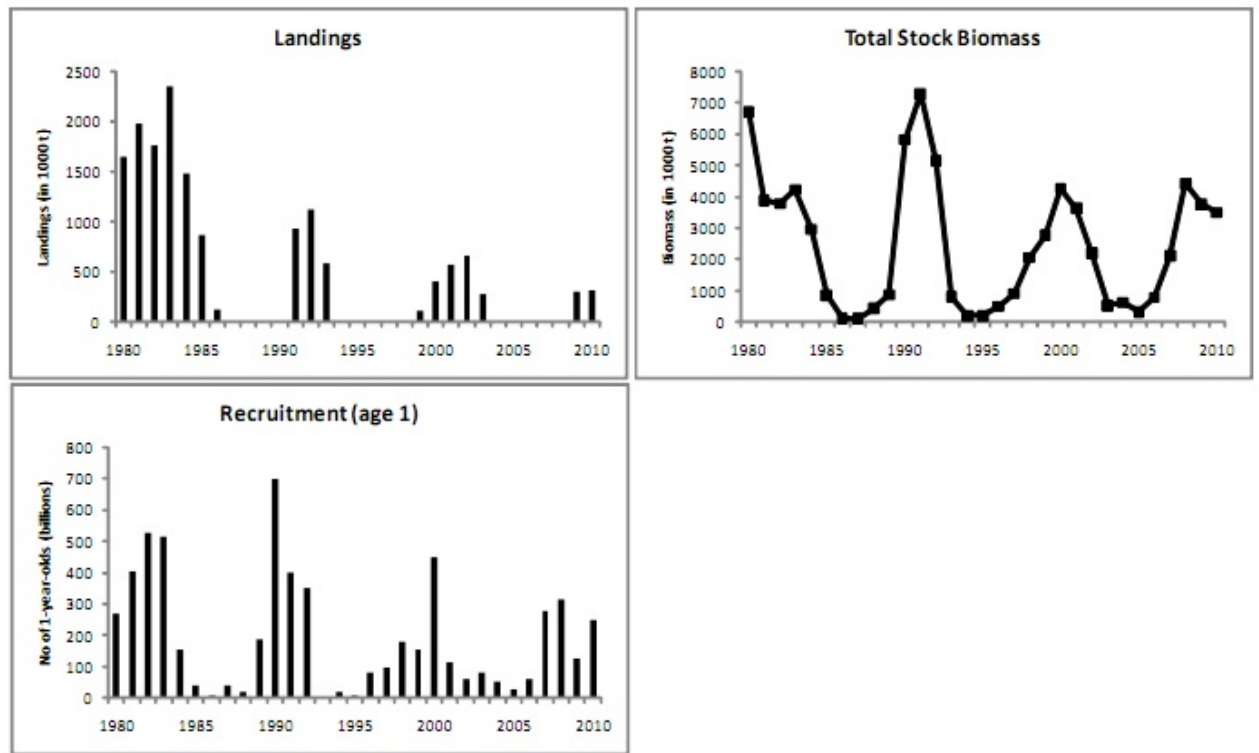 Landings
Landings (in 1000 t)
2500
2000
1500
1000
500
0
1980 1985 1990 1995 2000 2005 2010
Total Stock Biomass
Biomass (in 1000 t)
8000
7000
6000
5000
4000
3000
2000
1000
0
1980 1985 1990 1995 2000 2005 2010
Recruitment (age 1)
No of 1-year-olds (billions)
800
700
600
500
400
300
200
100
0
1980 1985 1990 1995 2000 2005 2010